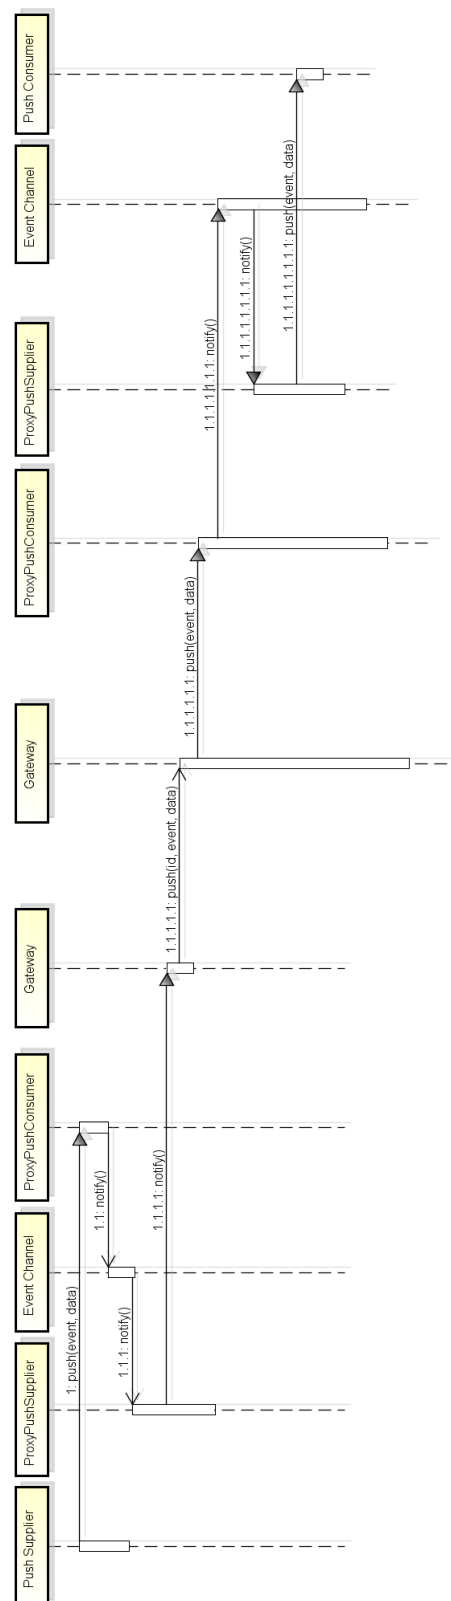 Push Supplier
ProxyPushSupplier
Event Channel
ProxyPushConsumer
Gateway
Gateway
ProxyPushConsumer
ProxyPushSupplier
Event Channel
Push Consumer
1: push(event, data)
1.1: notify()
1.1.1: notify()
1.1.1.1: notify()
1.1.1.1.1: push(id, event, data)
1.1.1.1.1.1: push(event, data)
1.1.1.1.1.1.1: notify()
1.1.1.1.1.1.1.1: notify()
1.1.1.1.1.1.1.1.1: push(event, data)